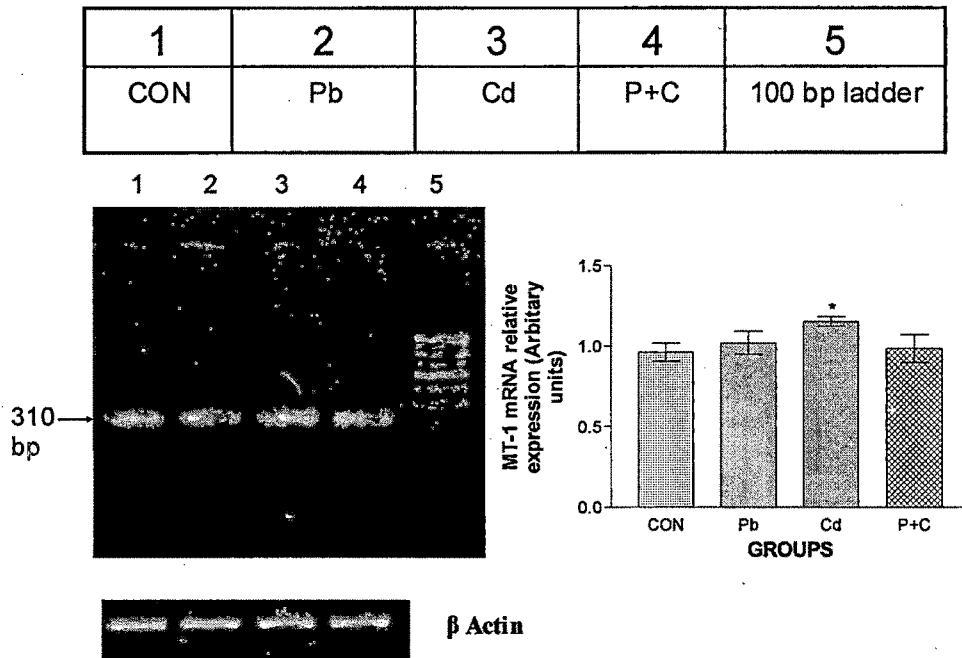 1 2 3 4 5
CON Pb Cd P+C 100 bp ladder
1 2 3 4 5
310
bp
MT-1 mRNA relative
expression (Arbitary
units)
1.5
1.0
0.5
0.0
*
CON Pb Cd P+C
GROUPS
β Actin